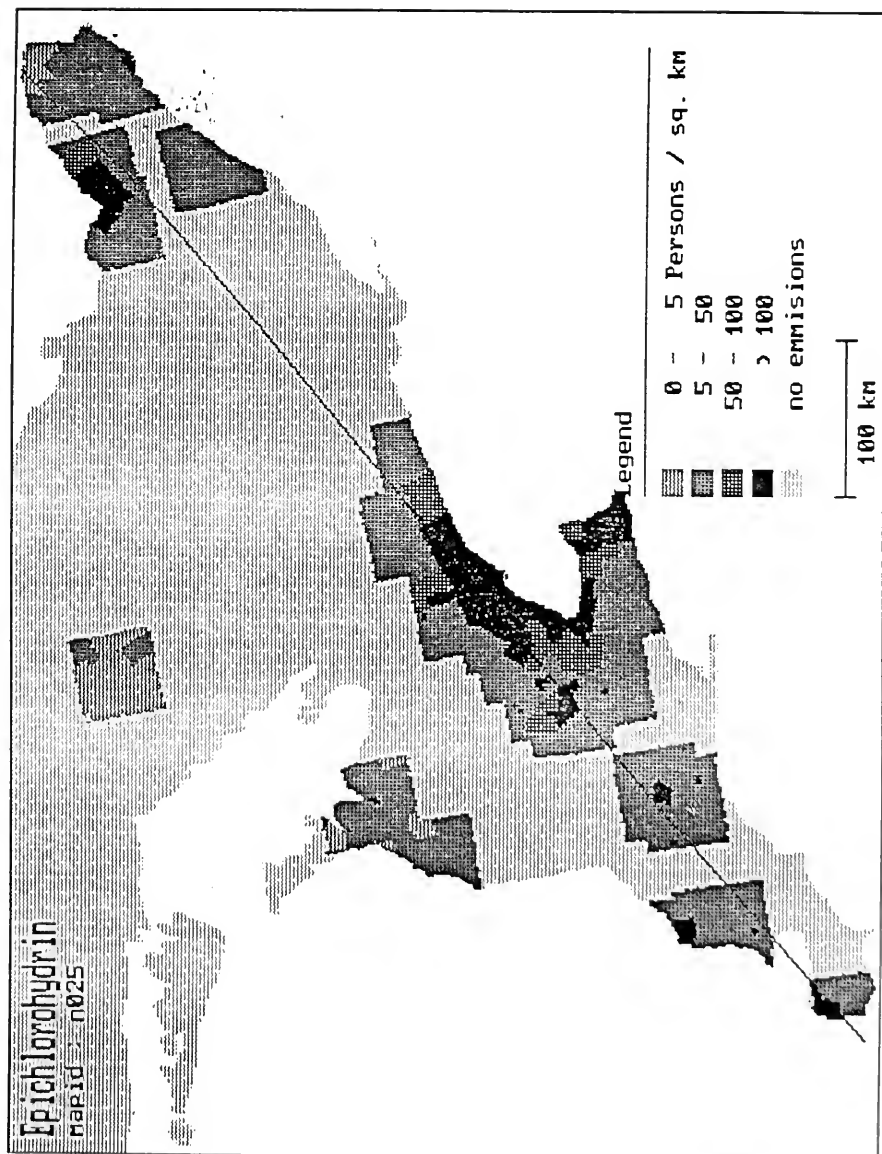 Epichlorohydrin
Mapid : n025
Legend
0 - 5 Persons / sq. km
5 - 50
50 - 100
> 100
no emmisions
100 km